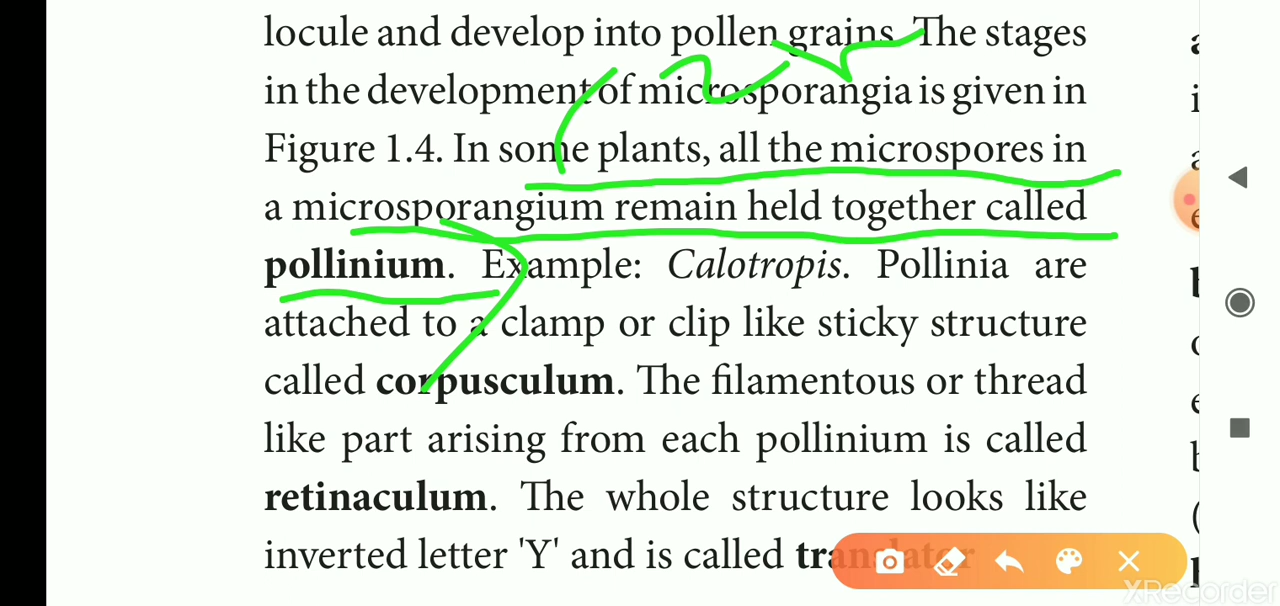 locule and develop into pollen grains. The stages
in the development of microsporangia is given in
Figure 1.4. In some plants, all the microspores in
a microsporangium remain held together called
pollinium. Example: Calotropis. Pollinia are
attached to a clamp or clip like sticky structure
called corpusculum. The filamentous or thread
like part arising from each pollinium is called
retinaculum. The whole structure looks like
inverted letter 'Y' and is called translator
XRecorder